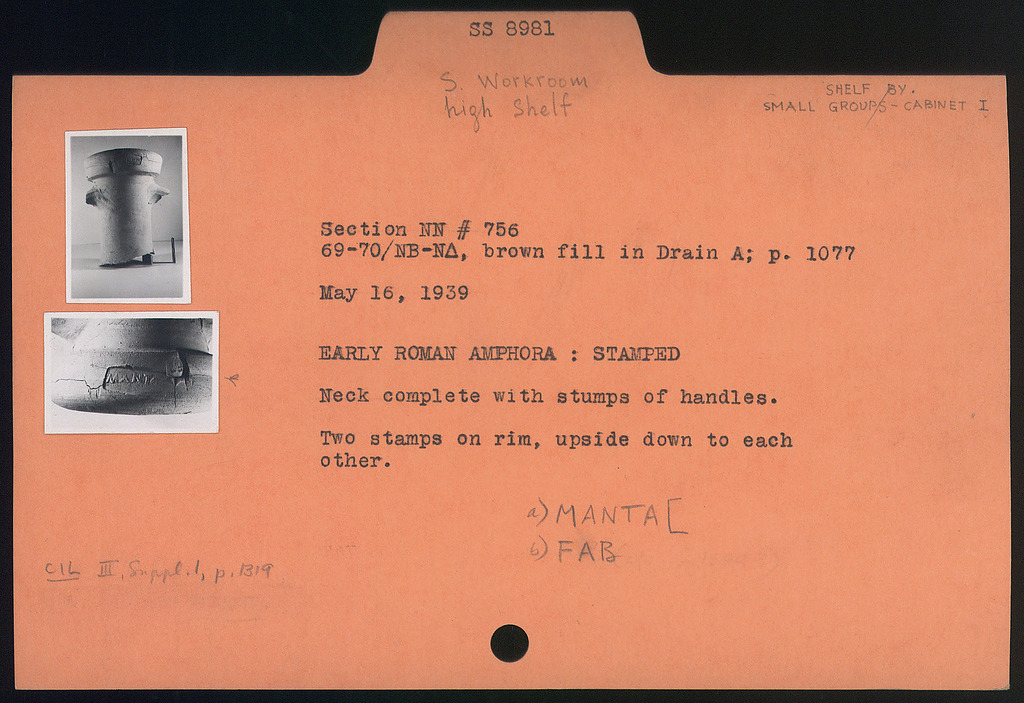 SS 8981
S. Workroom
high Shelf
SHELF BY.
SMALL GROUPS - CABINET I
Section NN # 756
69-70/NB-NΔ, brown fill in Drain A; p. 1077
May 16, 1939
EARLY ROMAN AMPHORA : STAMPED
Neck complete with stumps of handles.
MANTA
Two stamps on rim, upside down to each
other.
a) MANTA[
b) FAB
CIL III, Suppl. 1, p. 1319